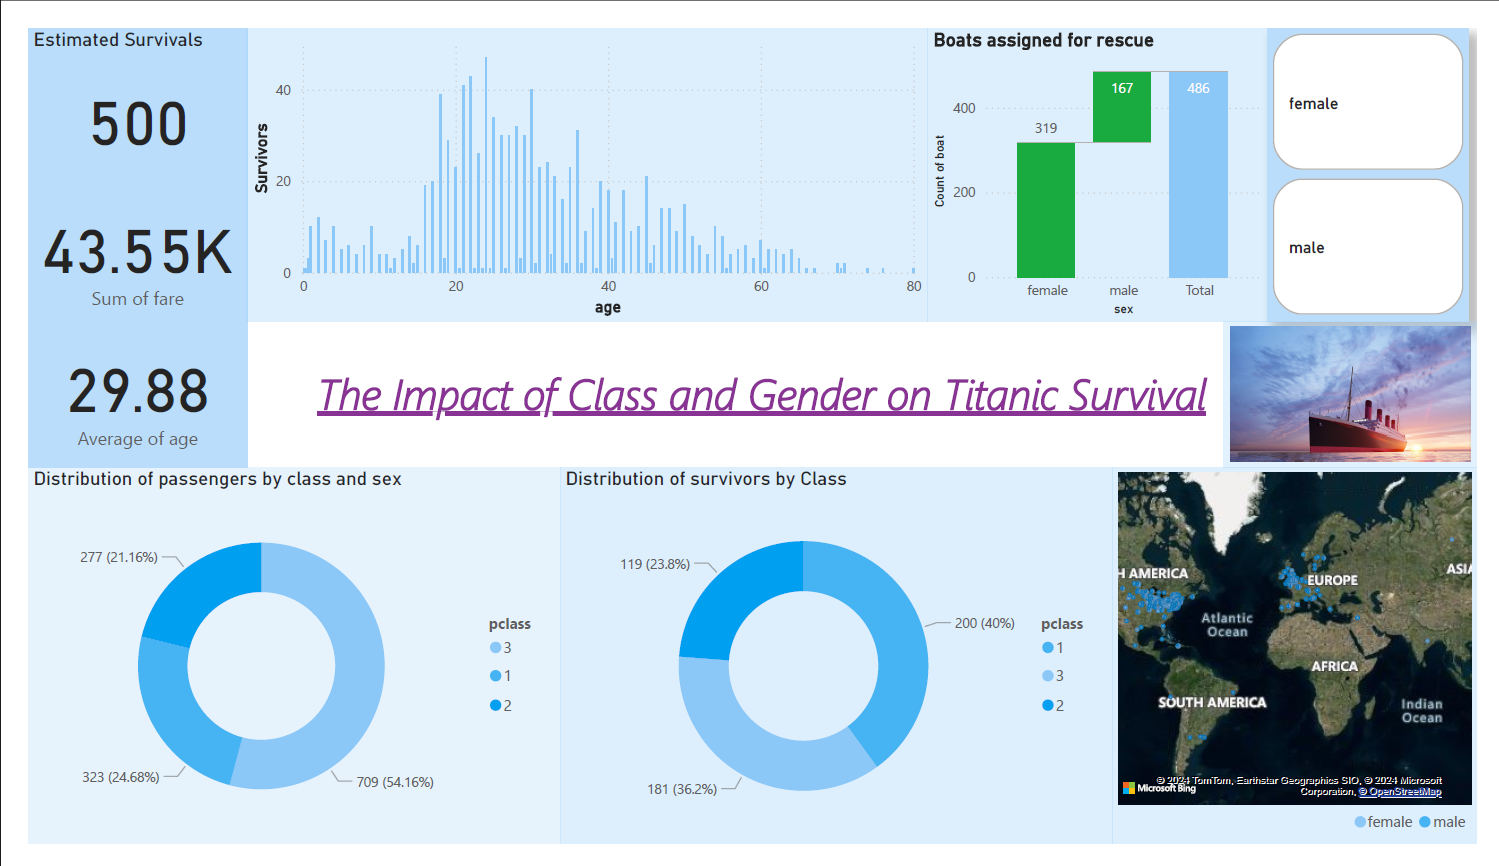 Estimated Survivals
500
43.55K
Sum of fare
29.88
Average of age
Survivors
40
20
0
0 20 40 60 80
age
Boats assigned for rescue
Count of boat
400
200
0
319
167
486
female male Total
sex
female
male
The Impact of Class and Gender on Titanic Survival
Distribution of passengers by class and sex
277 (21.16%)
323 (24.68%)
709 (54.16%)
pclass
3
1
2
Distribution of survivors by Class
119 (23.8%)
200 (40%)
181 (36.2%)
pclass
1
3
2
H AMERICA
EUROPE
ASIA
Atlantic
Ocean
AFRICA
SOUTH AMERICA
Indian
Ocean
© 2024 TomTom, Earthstar Geographics SIO, © 2024 Microsoft
Corporation, © OpenStreetMap
Microsoft Bing
female male